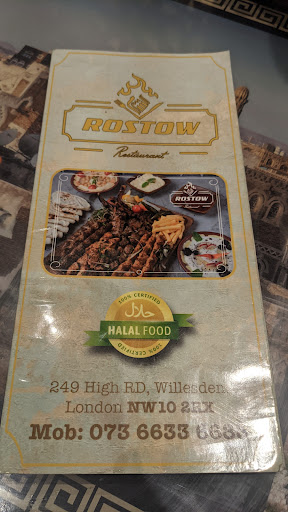 ROSTOW
Restaurant
ROSTOW
100% CERTIFIED
حلال
HALAL FOOD
100% CERTIFIED
249 High RD, Willesden,
London NW10 2RX
Mob: 073 6633